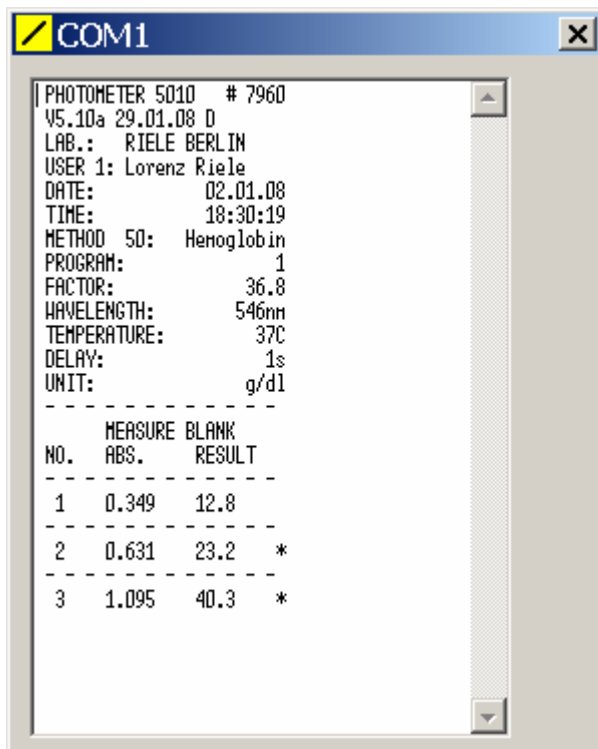 COM1
PHOTOMETER 5010 # 7960
V5.10a 29.01.08 D
LAB.: RIELE BERLIN
USER 1: Lorenz Riele
DATE: 02.01.08
TIME: 18:30:19
METHOD 50: Hemoglobin
PROGRAM: 1
FACTOR: 36.8
WAVELENGTH: 546nm
TEMPERATURE: 37C
DELAY: 1s
UNIT: g/dl
- - - - - - - - - - - -
MEASURE BLANK
NO. ABS. RESULT
- - - - - - - - - - - -
1 0.349 12.8
- - - - - - - - - - - -
2 0.631 23.2 *
- - - - - - - - - - - -
3 1.095 40.3 *